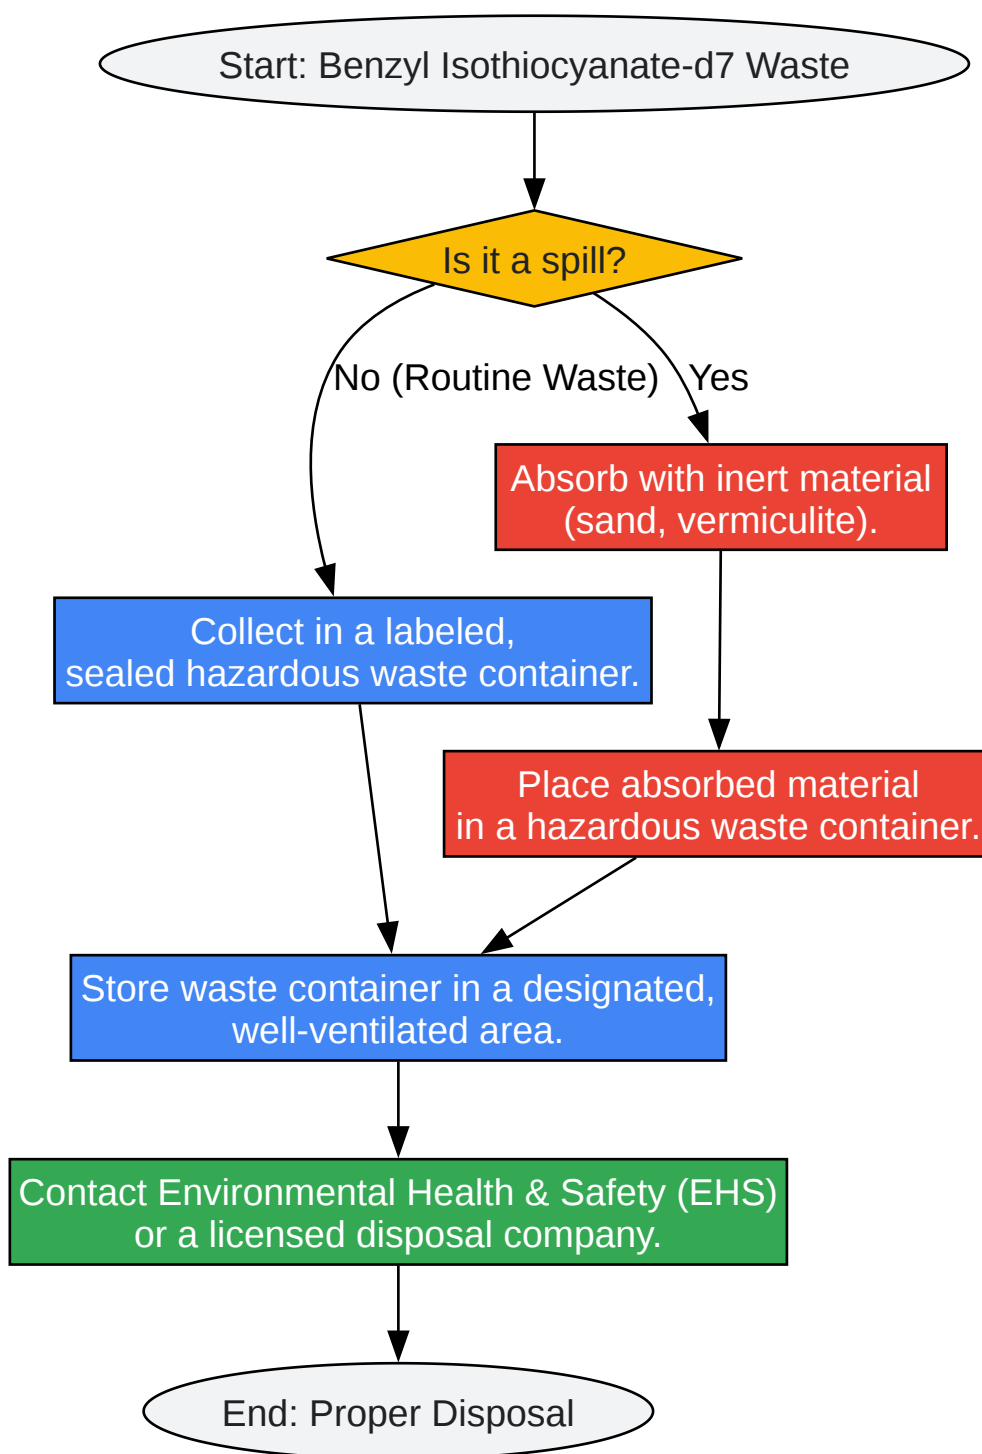 Start: Benzyl Isothiocyanate-d7 Waste
Is it a spill?
No (Routine Waste)
Yes
Absorb with inert material
(sand, vermiculite).
Collect in a labeled,
sealed hazardous waste container.
Place absorbed material
in a hazardous waste container.
Store waste container in a designated,
well-ventilated area.
Contact Environmental Health & Safety (EHS)
or a licensed disposal company.
End: Proper Disposal